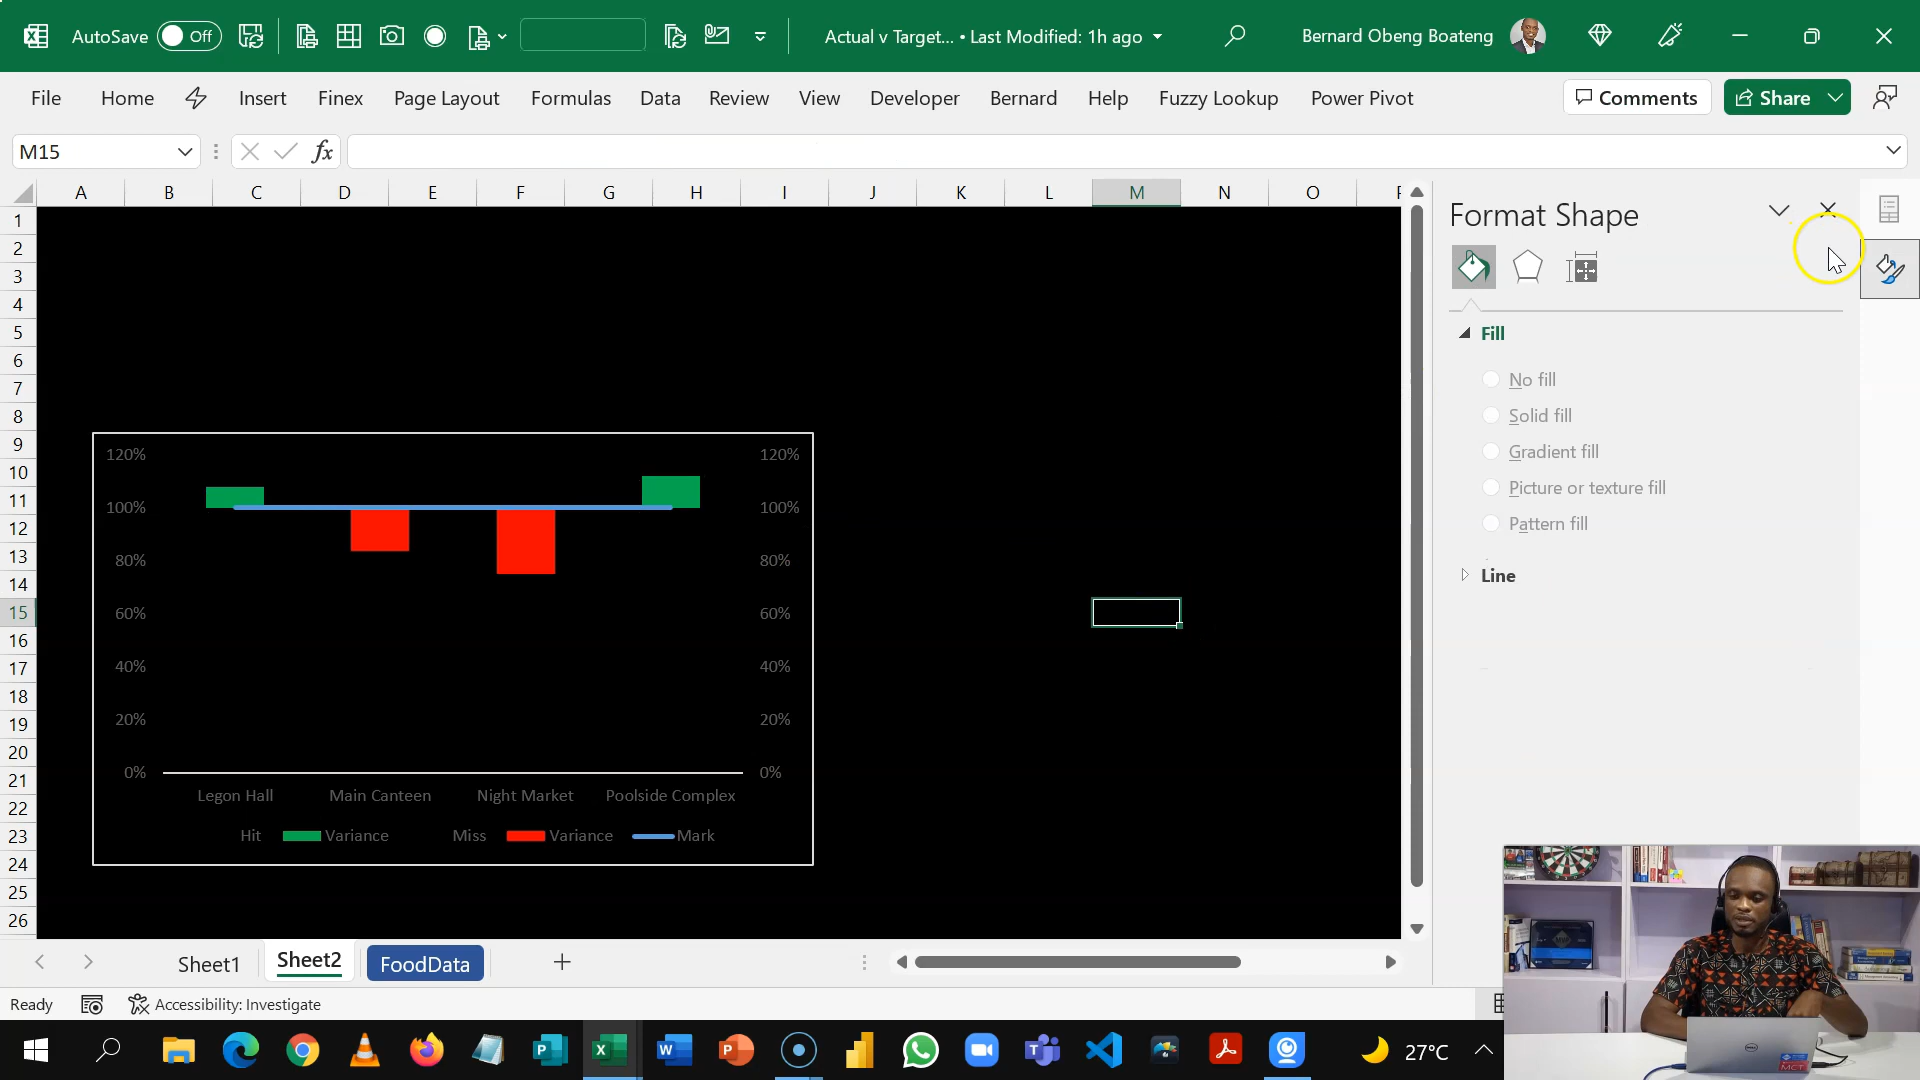 AutoSave Off Actual v Target... • Last Modified: 1h ago Bernard Obeng Boateng
File Home Insert Finex Page Layout Formulas Data Review View Developer Bernard Help Fuzzy Lookup Power Pivot Comments Share
M15 fx
A B C D E F G H I J K L M N O
1
2
3
4
5
6
7
8
9
10
11
12
13
14
15
16
17
18
19
20
21
22
23
24
25
26
120% 120%
100% 100%
80% 80%
60% 60%
40% 40%
20% 20%
0% 0%
Legon Hall Main Canteen Night Market Poolside Complex
Hit Variance Miss Variance Mark
Format Shape
Fill
No fill
Solid fill
Gradient fill
Picture or texture fill
Pattern fill
Line
Sheet1 Sheet2 FoodData
Ready Accessibility: Investigate
27°C
MCT